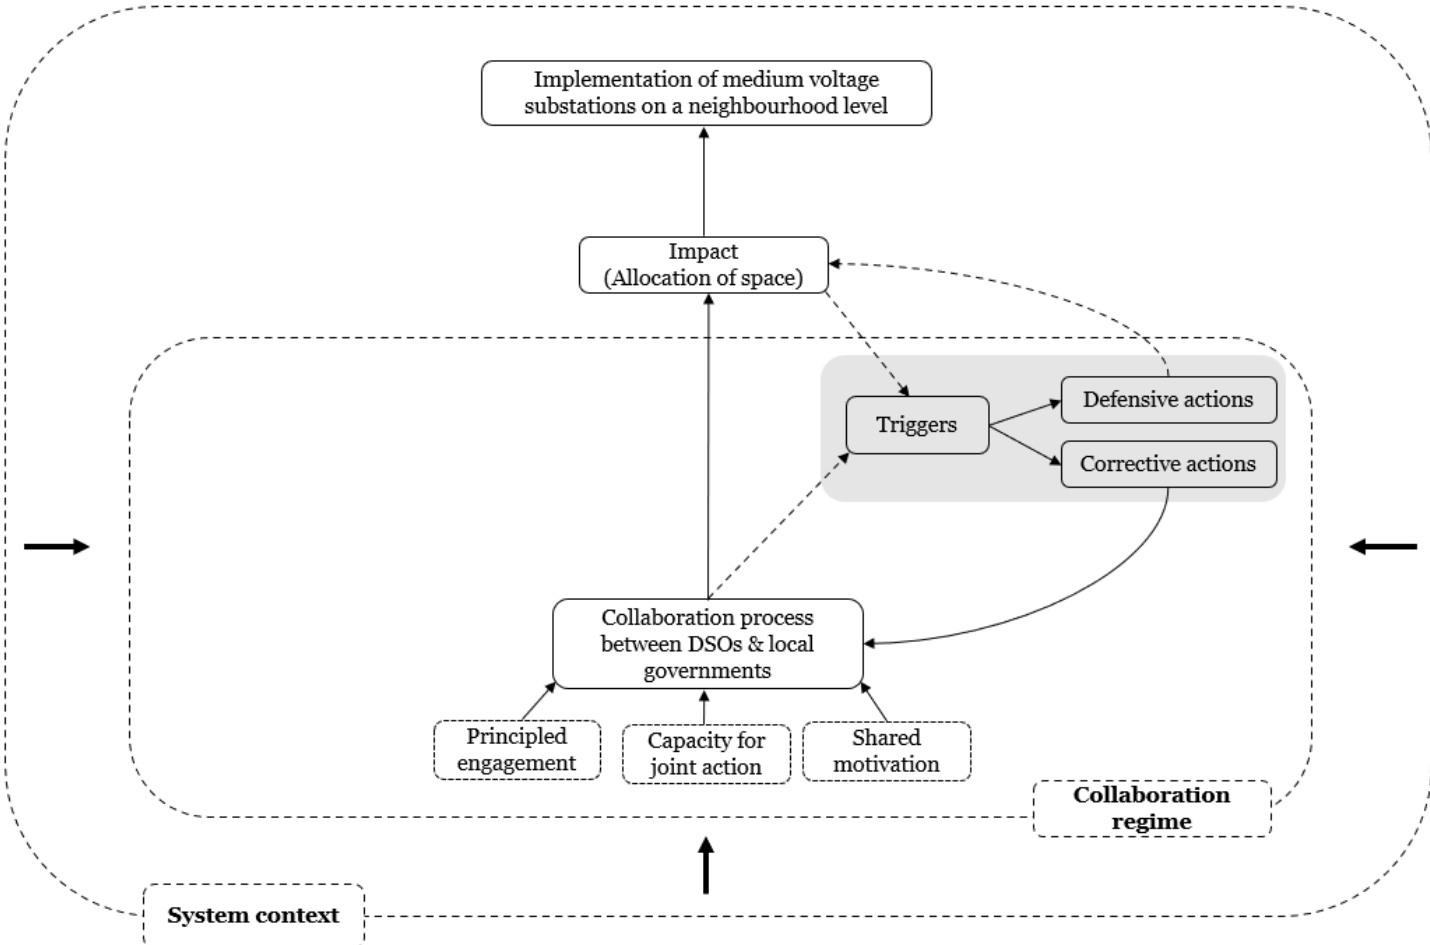 Implementation of medium voltage
substations on a neighbourhood level
Impact
(Allocation of space)
Triggers
Defensive actions
Corrective actions
Collaboration process
between DSOs & local
governments
Principled
engagement
Capacity for
joint action
Shared
motivation
Collaboration
regime
System context